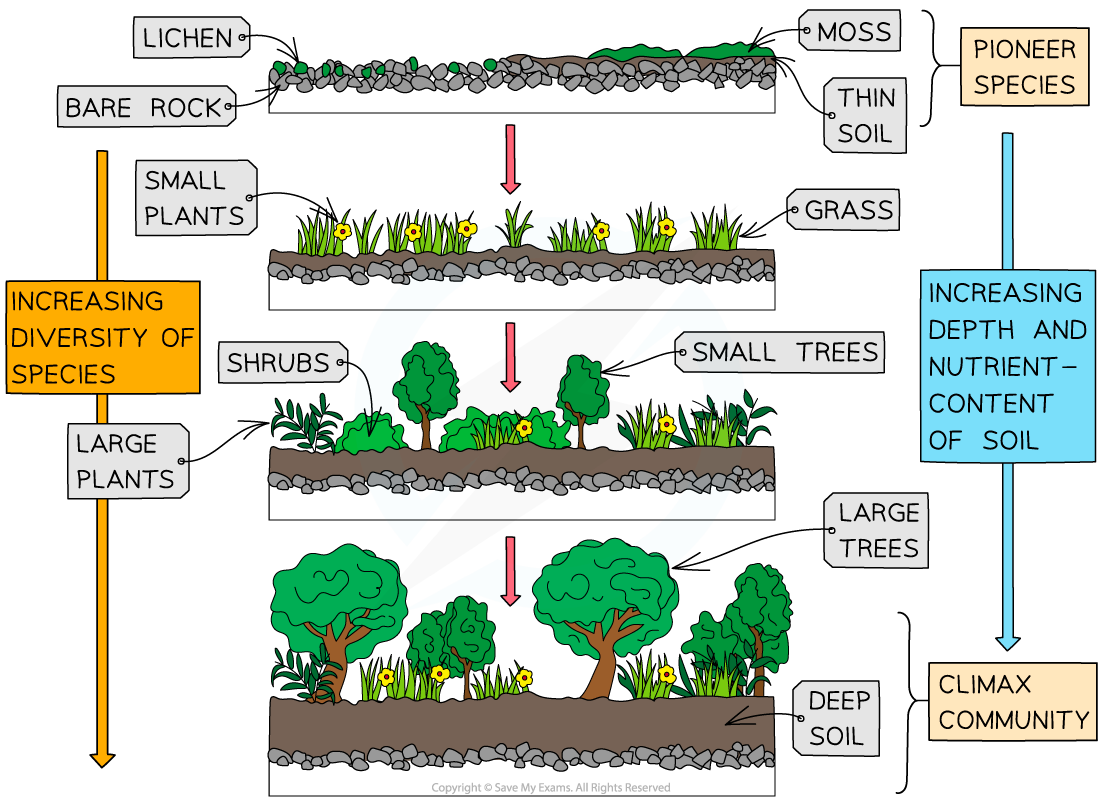 LICHEN
MOSS
PIONEER
SPECIES
BARE ROCK
THIN
SOIL
SMALL
PLANTS
GRASS
INCREASING
DIVERSITY OF
SPECIES
INCREASING
DEPTH AND
NUTRIENT-
CONTENT
OF SOIL
SHRUBS
SMALL TREES
LARGE
PLANTS
LARGE
TREES
DEEP
SOIL
CLIMAX
COMMUNITY
Copyright © Save My Exams. All Rights Reserved